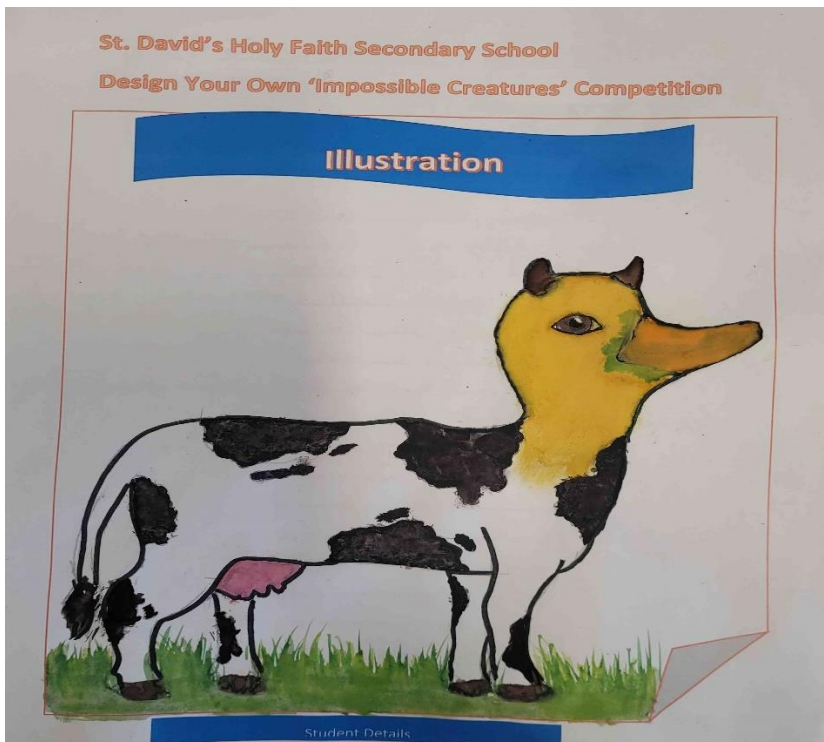 St. David's Holy Faith Secondary School
Design Your Own 'Impossible Creatures' Competition
Illustration
Student Details